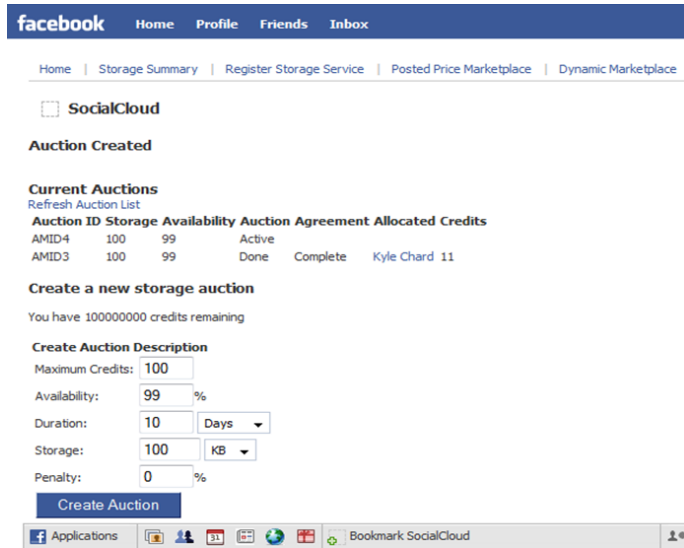 facebook Home Profile Friends Inbox
Home | Storage Summary | Register Storage Service | Posted Price Marketplace | Dynamic Marketplace
SocialCloud
Auction Created
Current Auctions
Refresh Auction List
Auction ID Storage Availability Auction Agreement Allocated Credits
AMID4 100 99 Active
AMID3 100 99 Done Complete Kyle Chard 11
Create a new storage auction
You have 100000000 credits remaining
Create Auction Description
Maximum Credits: 100
Availability: 99 %
Duration: 10 Days
Storage: 100 KB
Penalty: 0 %
Create Auction
Applications 31 Bookmark SocialCloud